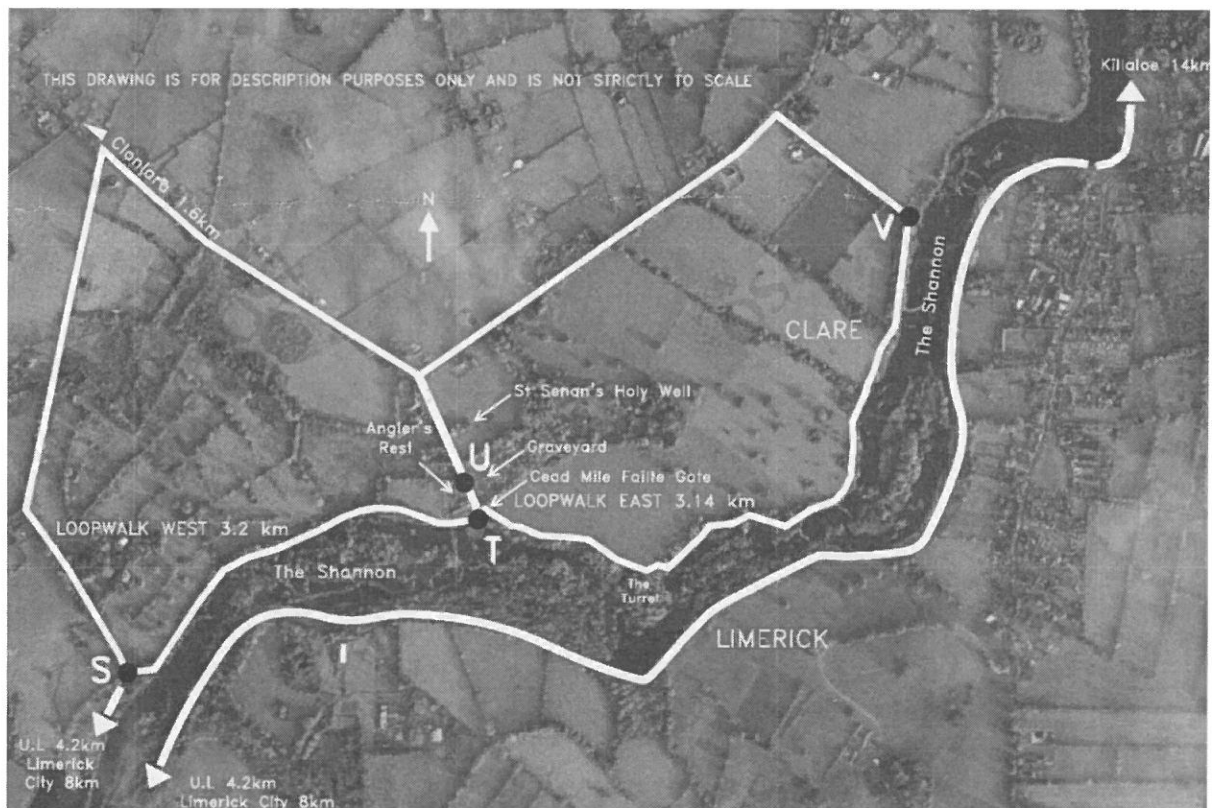 THIS DRAWING IS FOR DESCRIPTION PURPOSES ONLY AND IS NOT STRICTLY TO SCALE
Killaloe 14km
Clonlara 1.6km
N
V
The Shannon
CLARE
St Senan's Holy Well
Angler's
Rest
U
Graveyard
Cead Mile Failte Gate
LOOPWALK EAST 3.14 km
LOOPWALK WEST 3.2 km
T
The Shannon
The
Turret
LIMERICK
S
U.L 4.2km
Limerick
City 8km
U.L 4.2km
Limerick City 8km